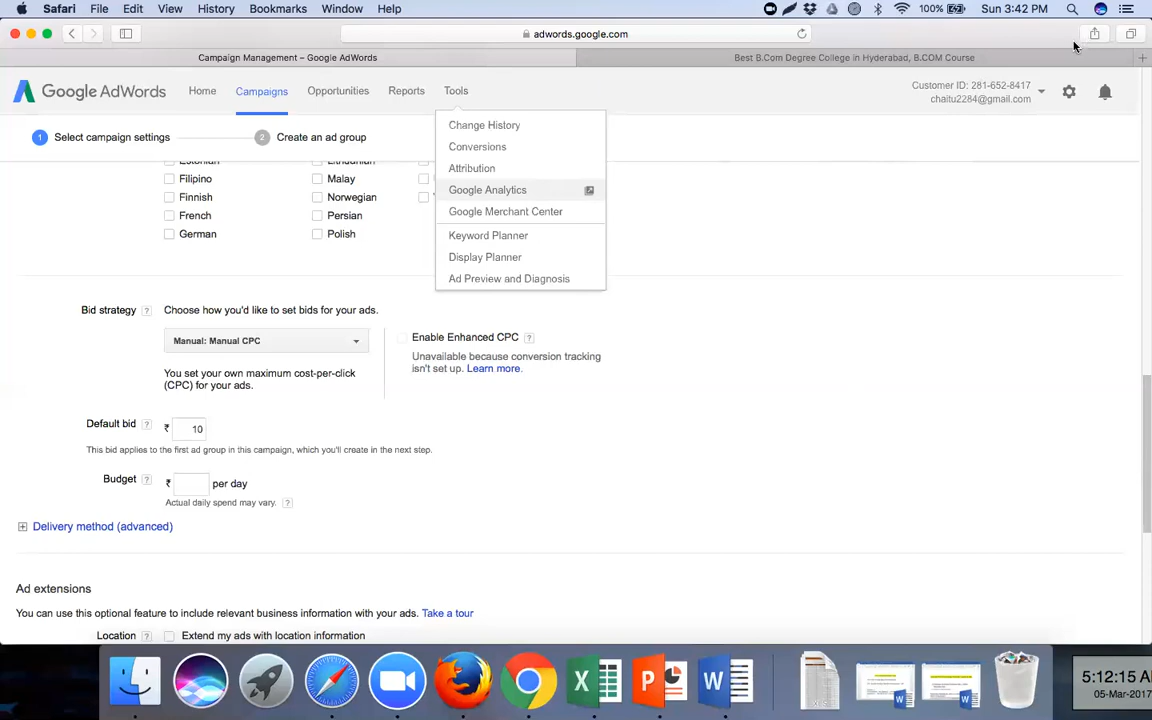 Safari File Edit View History Bookmarks Window Help 100% Sun 3:42 PM
adwords.google.com
Campaign Management – Google AdWords Best B.Com Degree College in Hyderabad, B.COM Course
Google AdWords Home Campaigns Opportunities Reports Tools
Customer ID: 281-652-8417
chaitu2284@gmail.com
1 Select campaign settings 2 Create an ad group
Change History
Conversions
Attribution
Google Analytics
Google Merchant Center
Keyword Planner
Display Planner
Ad Preview and Diagnosis
Estonian Lithuanian
Filipino Malay
Finnish Norwegian
French Persian
German Polish
Bid strategy ? Choose how you'd like to set bids for your ads.
Manual: Manual CPC
Enable Enhanced CPC ?
Unavailable because conversion tracking
isn't set up. Learn more.
You set your own maximum cost-per-click
(CPC) for your ads.
Default bid ? ₹ 10
This bid applies to the first ad group in this campaign, which you'll create in the next step.
Budget ? ₹ per day
Actual daily spend may vary. ?
Delivery method (advanced)
Ad extensions
You can use this optional feature to include relevant business information with your ads. Take a tour
Location ? Extend my ads with location information
5:12:15
05-Mar-2017